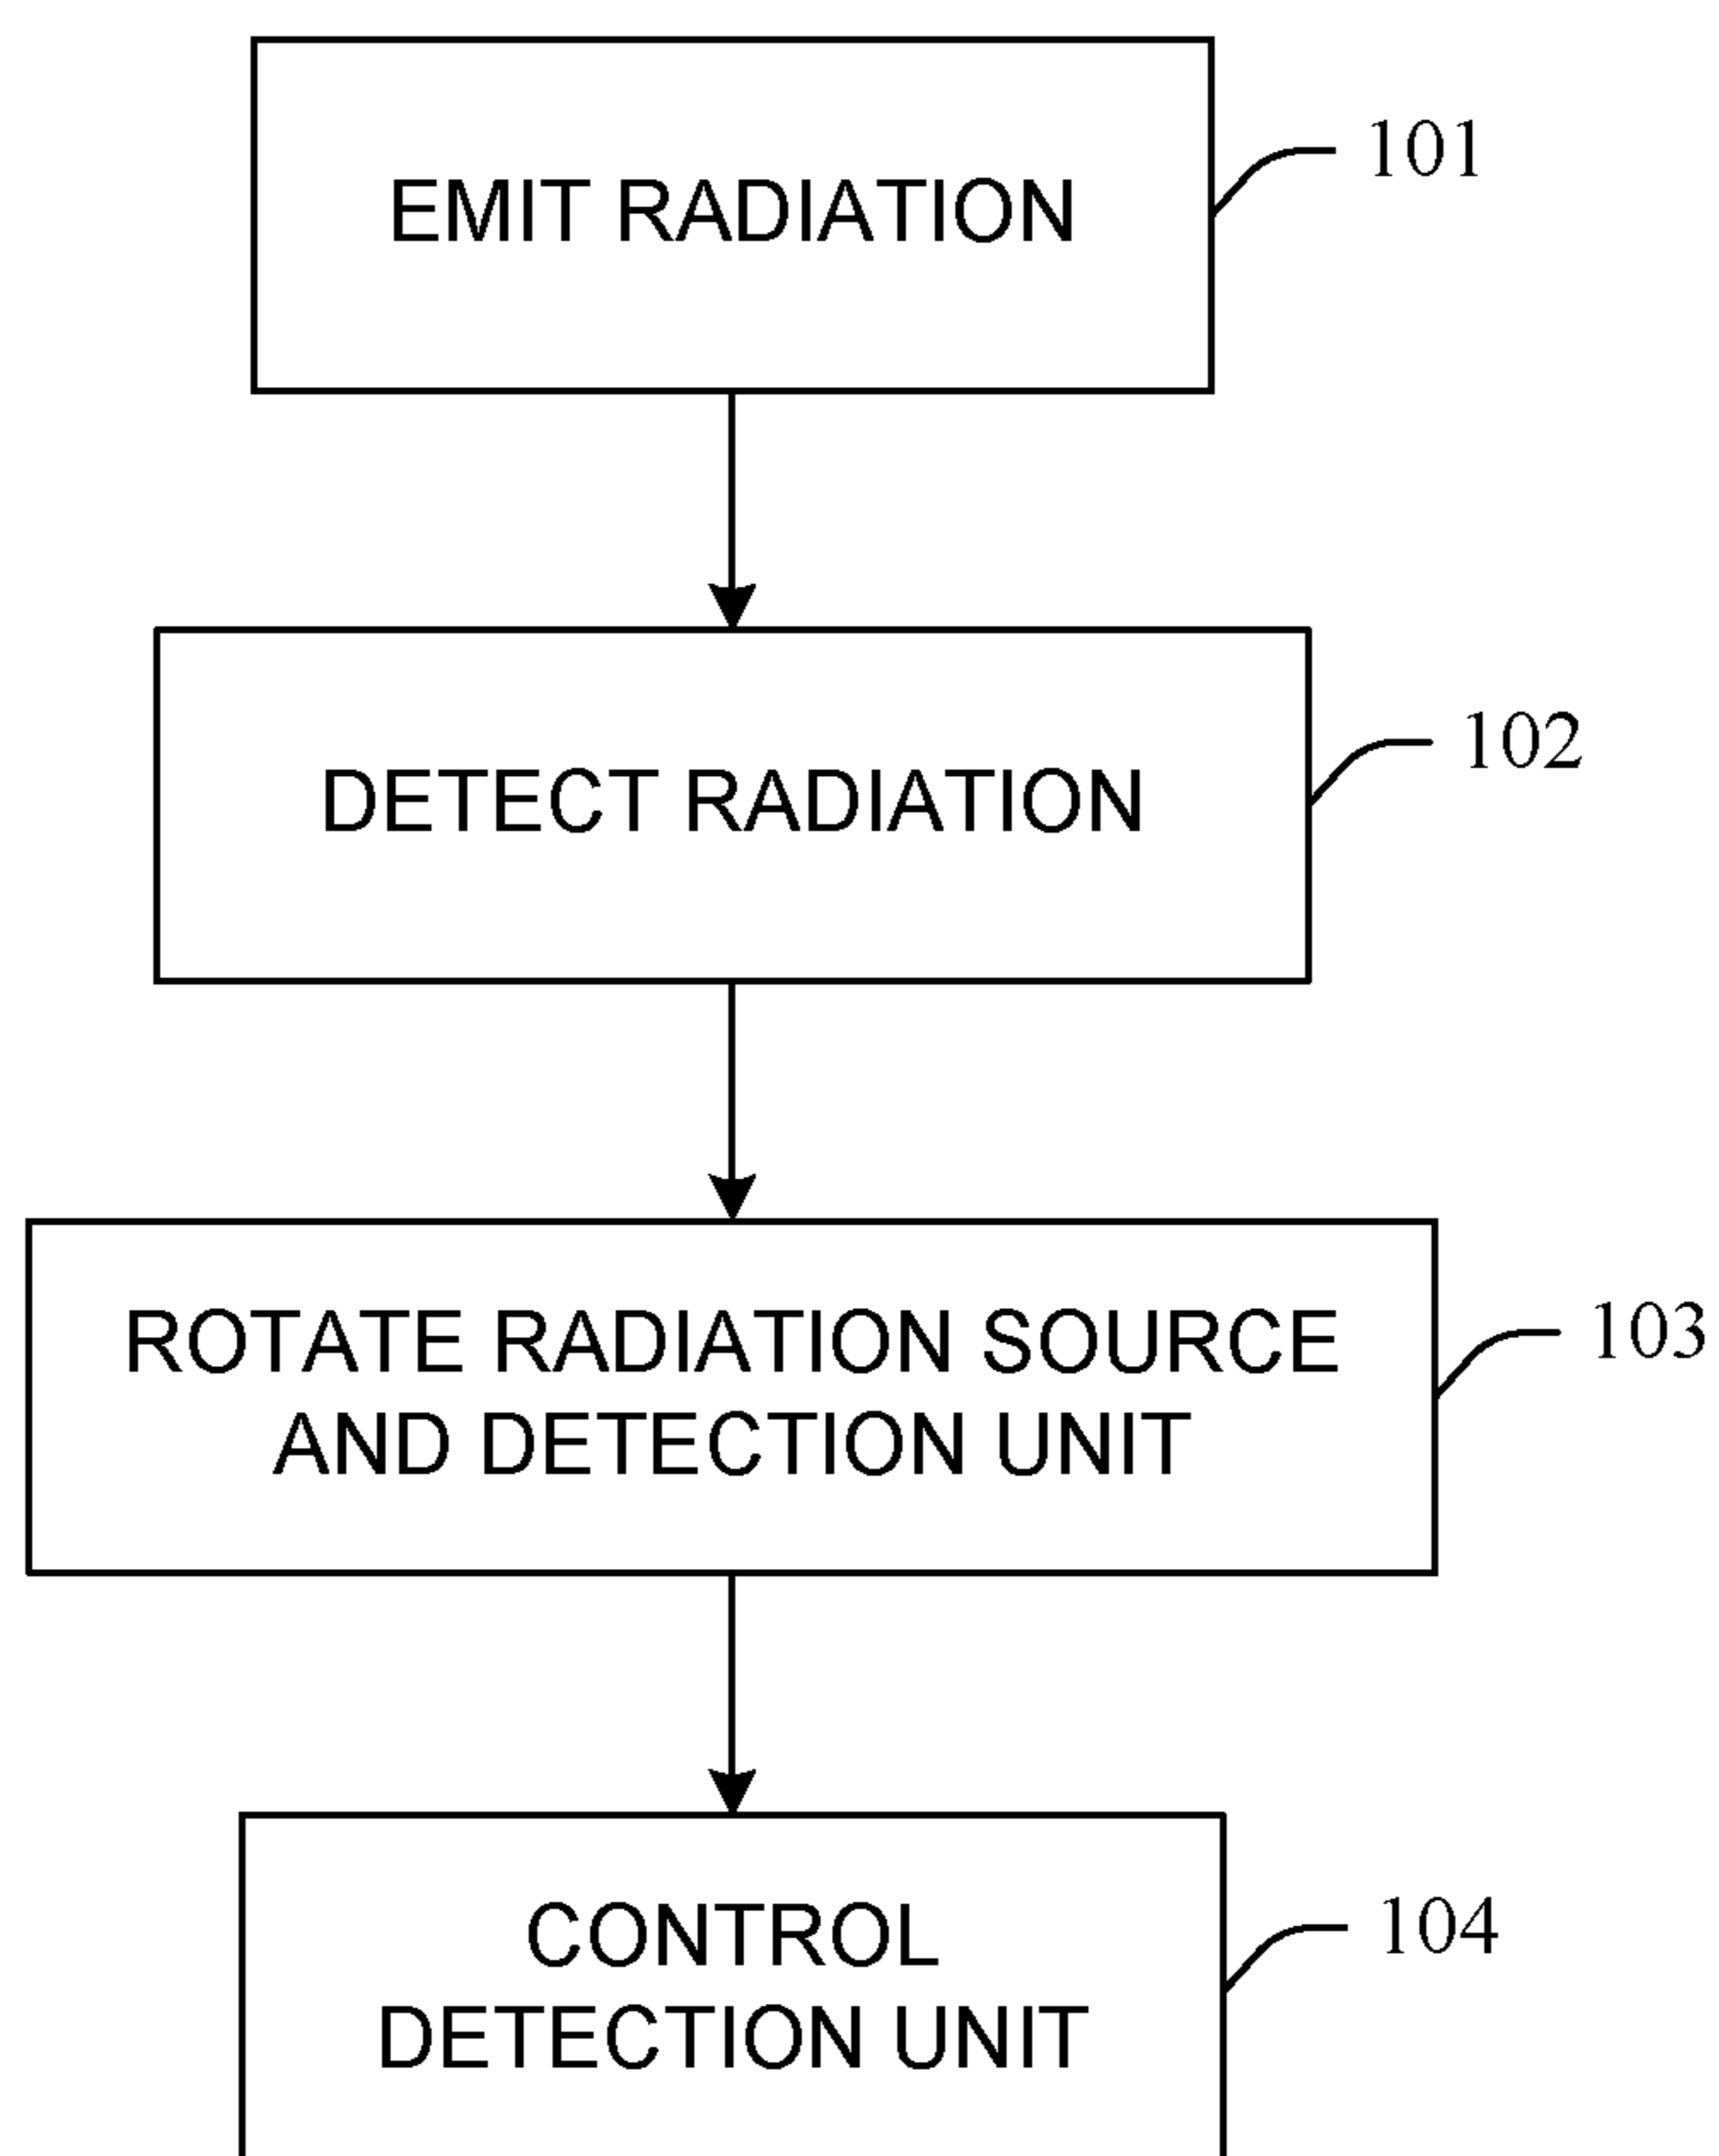 EMIT RADIATION
101
DETECT RADIATION
102
ROTATE RADIATION SOURCE
AND DETECTION UNIT
103
CONTROL
DETECTION UNIT
104